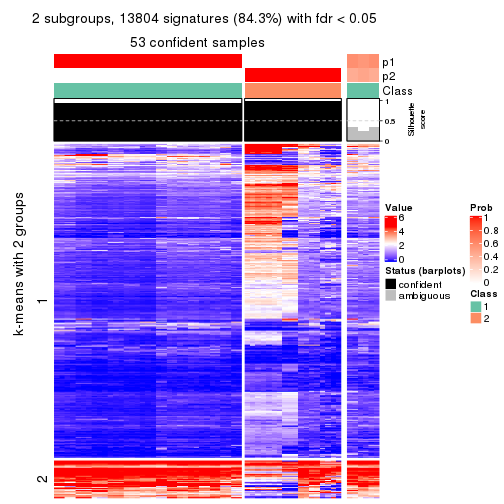 2 subgroups, 13804 signatures (84.3%) with fdr < 0.05
53 confident samples
p1
p2
Class
1
0.5
0
Silhouette
score
k-means with 2 groups
1
2
Value
6
4
2
0
Status (barplots)
confident
ambiguous
Prob
1
0.8
0.6
0.4
0.2
0
Class
1
2